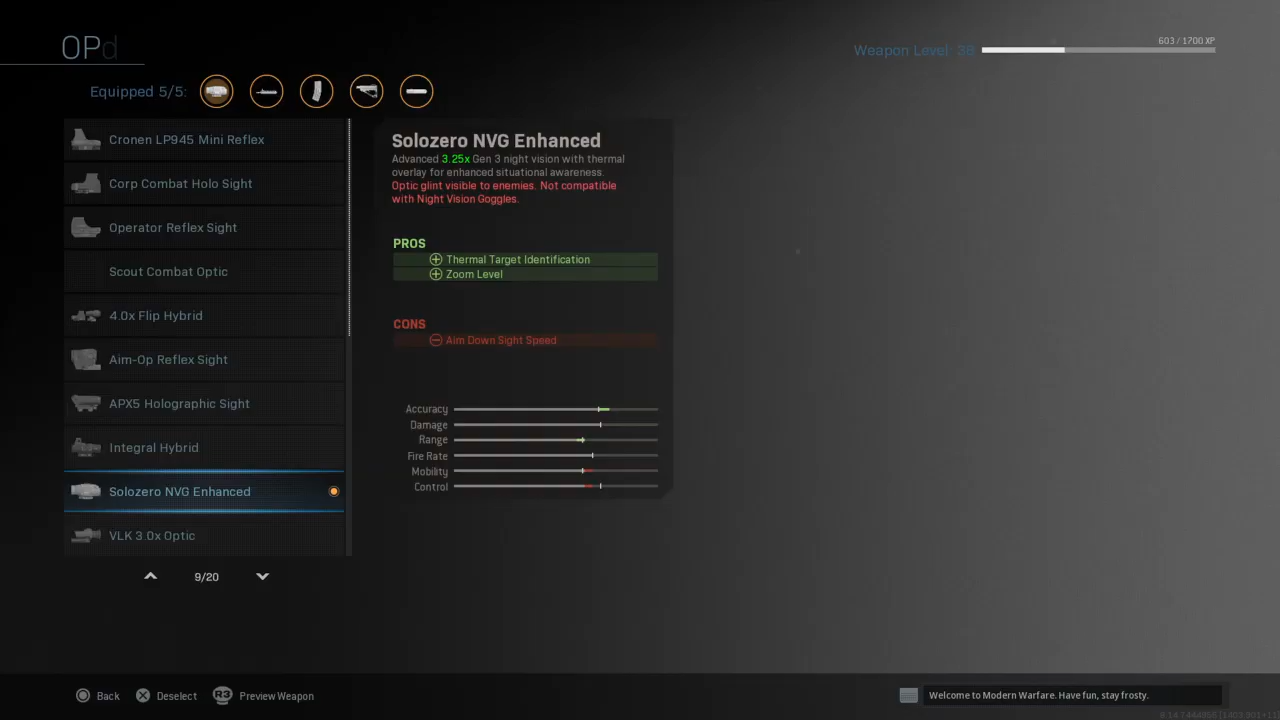 OPd
Weapon Level: 38
603 / 1700 XP
Equipped 5/5:
Cronen LP945 Mini Reflex
Corp Combat Holo Sight
Operator Reflex Sight
Scout Combat Optic
4.0x Flip Hybrid
Aim-Op Reflex Sight
APX5 Holographic Sight
Integral Hybrid
Solozero NVG Enhanced
VLK 3.0x Optic
9/20
Solozero NVG Enhanced
Advanced 3.25x Gen 3 night vision with thermal
overlay for enhanced situational awareness.
Optic glint visible to enemies. Not compatible
with Night Vision Goggles.
PROS
Thermal Target Identification
Zoom Level
CONS
Aim Down Sight Speed
Accuracy
Damage
Range
Fire Rate
Mobility
Control
Back
Deselect
R3
Preview Weapon
Welcome to Modern Warfare. Have fun, stay frosty.